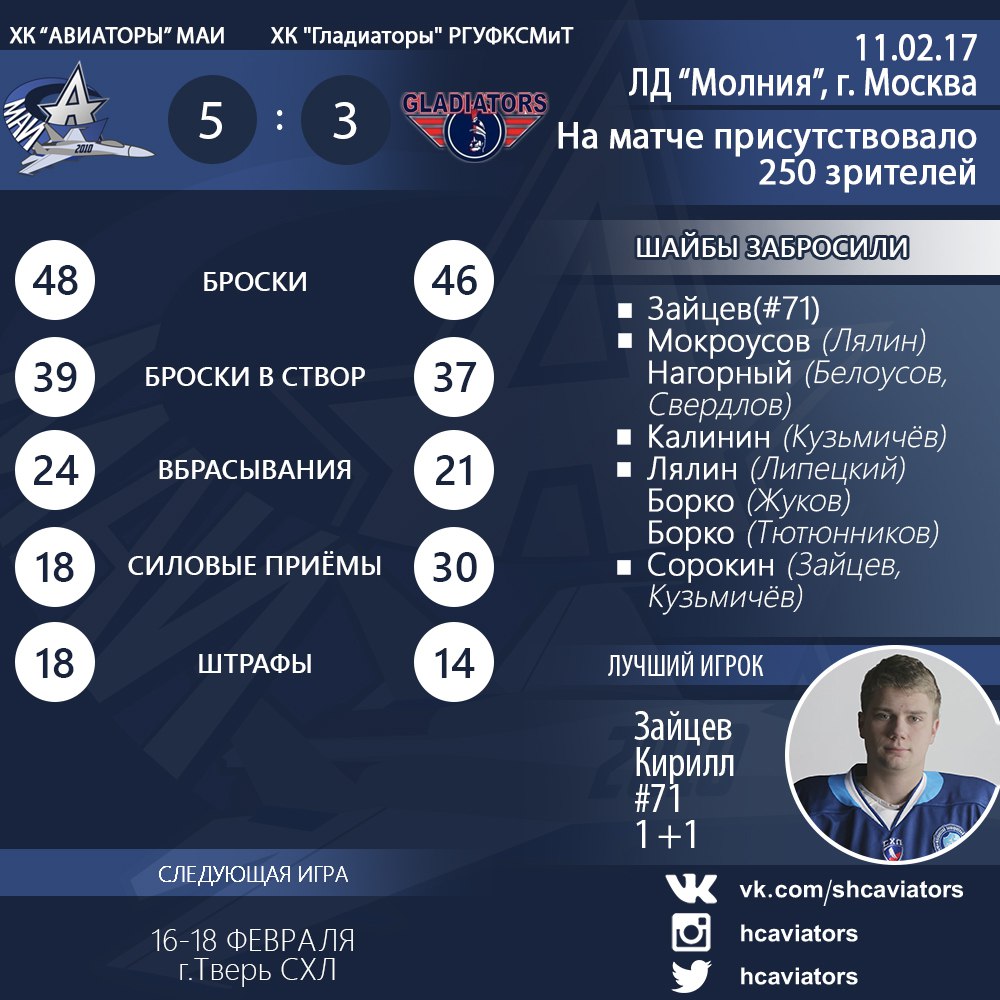 ХК “АВИАТОРЫ” МАИ
ХК "Гладиаторы" РГУФКСМиТ
МАИ
А
2010
5 : 3
GLADIATORS
11.02.17
ЛД “Молния”, г. Москва
На матче присутствовало
250 зрителей
48 БРОСКИ 46
39 БРОСКИ В СТВОР 37
24 ВБРАСЫВАНИЯ 21
18 СИЛОВЫЕ ПРИЁМЫ 30
18 ШТРАФЫ 14
ШАЙБЫ ЗАБРОСИЛИ
Зайцев(#71)
Мокроусов (Лялин)
Нагорный (Белоусов,
Свердлов)
Калинин (Кузьмичёв)
Лялин (Липецкий)
Борко (Жуков)
Борко (Тютюнников)
Сорокин (Зайцев,
Кузьмичёв)
ЛУЧШИЙ ИГРОК
Зайцев
Кирилл
#71
1+1
СЛЕДУЮЩАЯ ИГРА
16-18 ФЕВРАЛЯ
г.Тверь СХЛ
vk.com/shcaviators
hcaviators
hcaviators